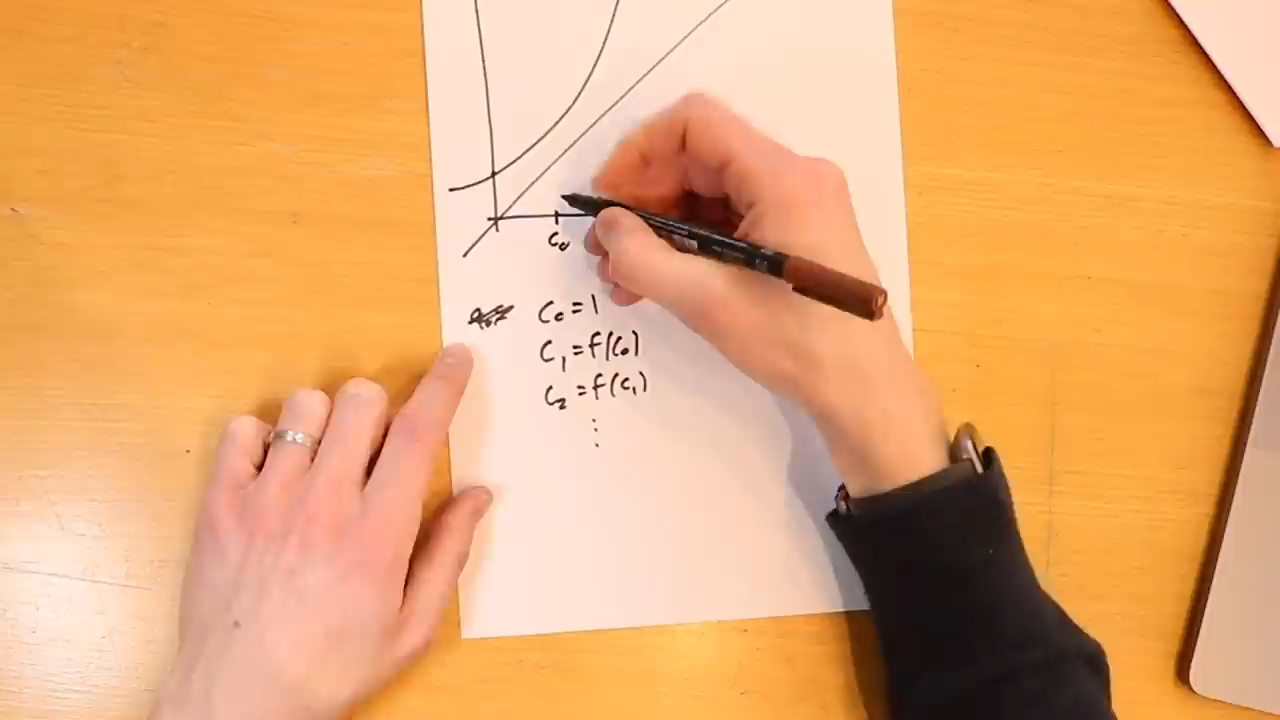 C₀
C₀ = 1
C₁ = f(C₀)
C₂ = f(C₁)
⋮